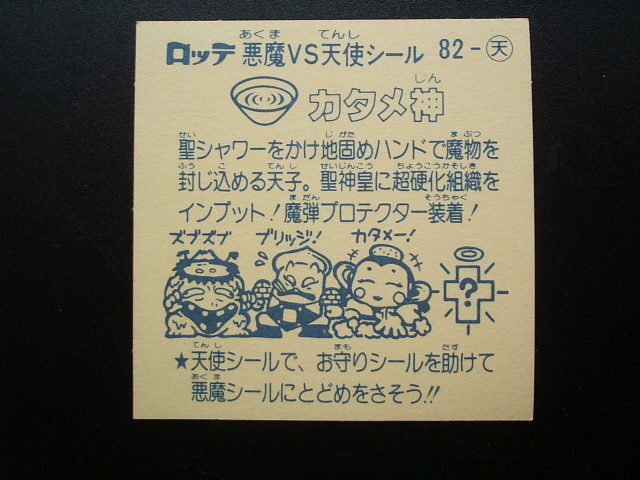 ロッテ 悪魔VS天使シール 82-天
カタメ神
聖シャワーをかけ地固めハンドで魔物を
封じ込める天子。聖神皇に超硬化組織を
インプット!魔弾プロテクター装着!
ズブズブ ブリッジ! カタメー!
?
★天使シールで、お守りシールを助けて
悪魔シールにとどめをさそう!!